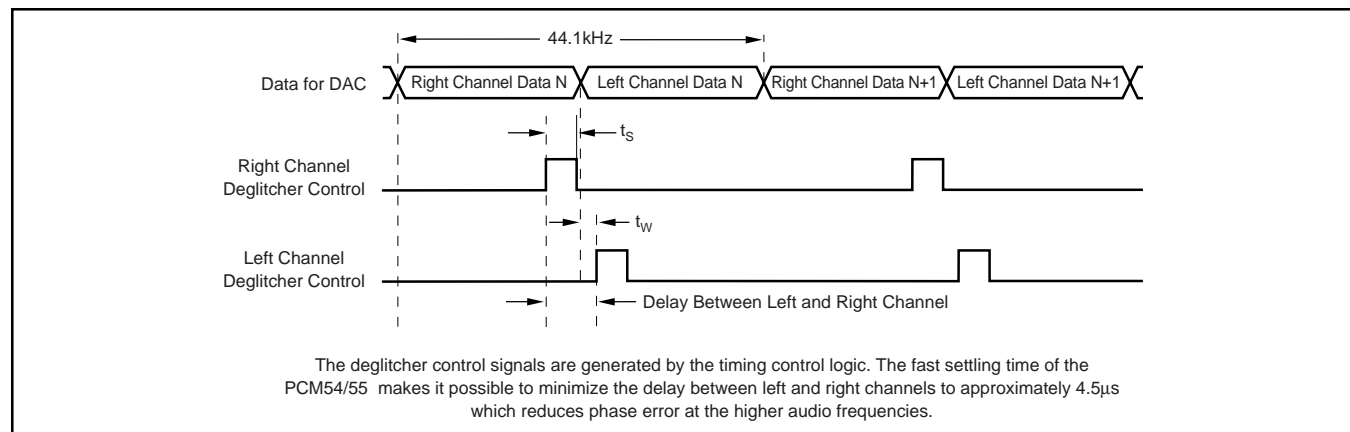 44.1kHz
Data for DAC
Right Channel Data N
Left Channel Data N
Right Channel Data N+1
Left Channel Data N+1
tS
Right Channel
Deglitcher Control
tW
Left Channel
Deglitcher Control
Delay Between Left and Right Channel
The deglitcher control signals are generated by the timing control logic. The fast settling time of the
PCM54/55 makes it possible to minimize the delay between left and right channels to approximately 4.5µs
which reduces phase error at the higher audio frequencies.